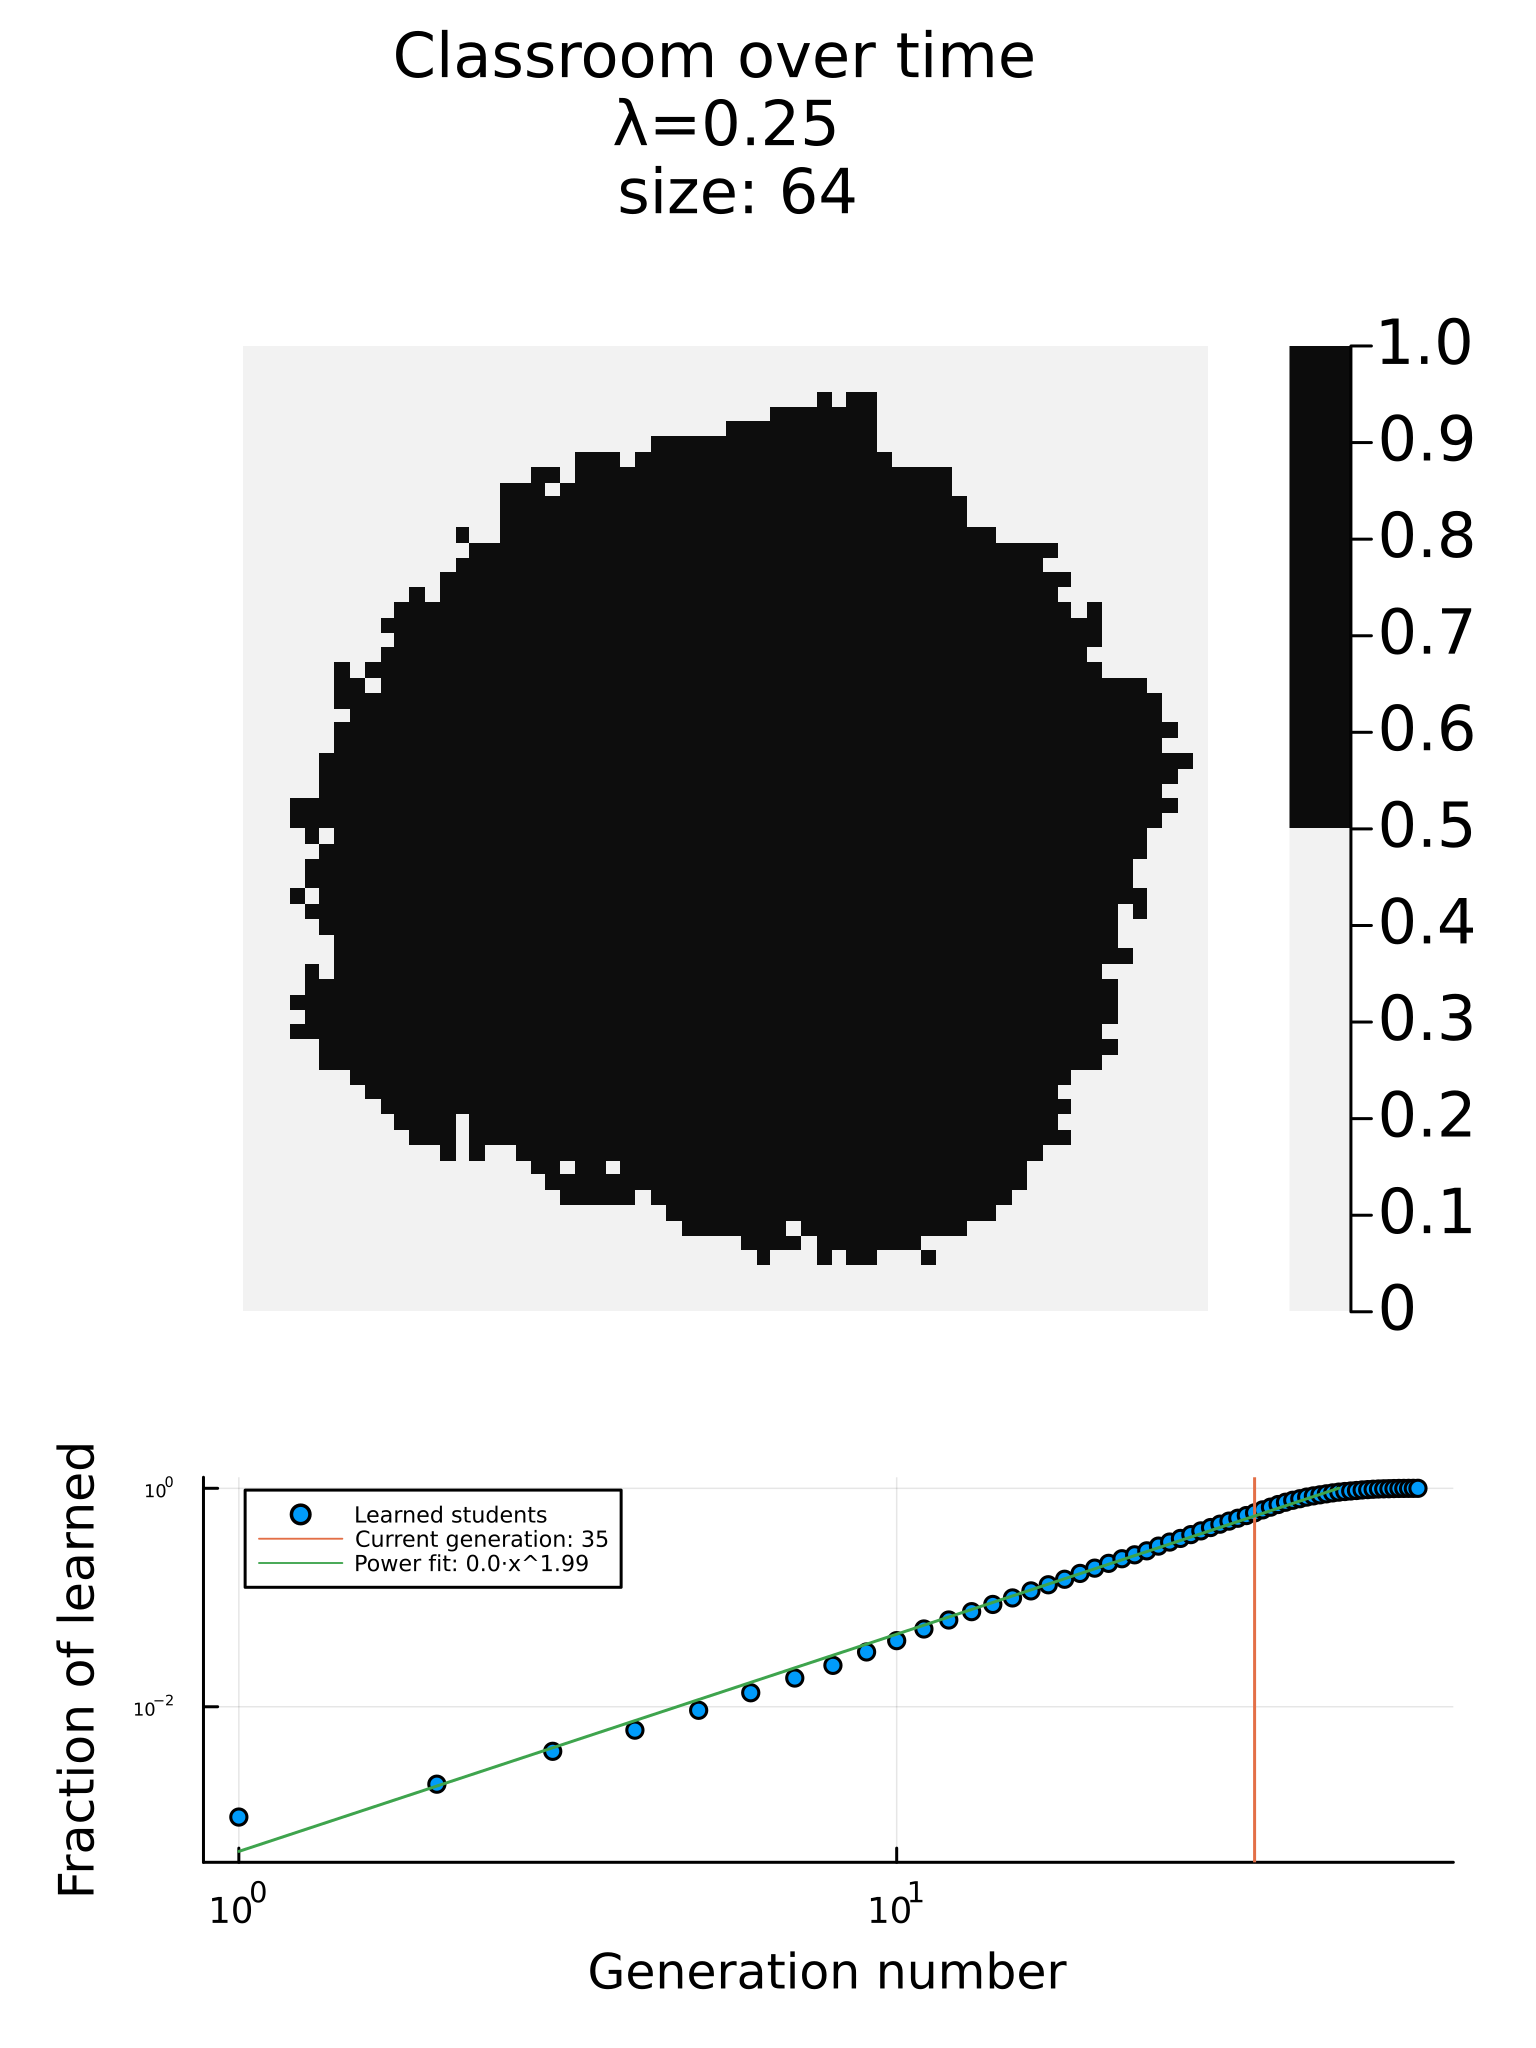 Classroom over time
λ=0.25
size: 64
1.0
0.9
0.8
0.7
0.6
0.5
0.4
0.3
0.2
0.1
0
Fraction of learned
10^0
10^-2
Learned students
Current generation: 35
Power fit: 0.0·x^1.99
10^0
10^1
Generation number